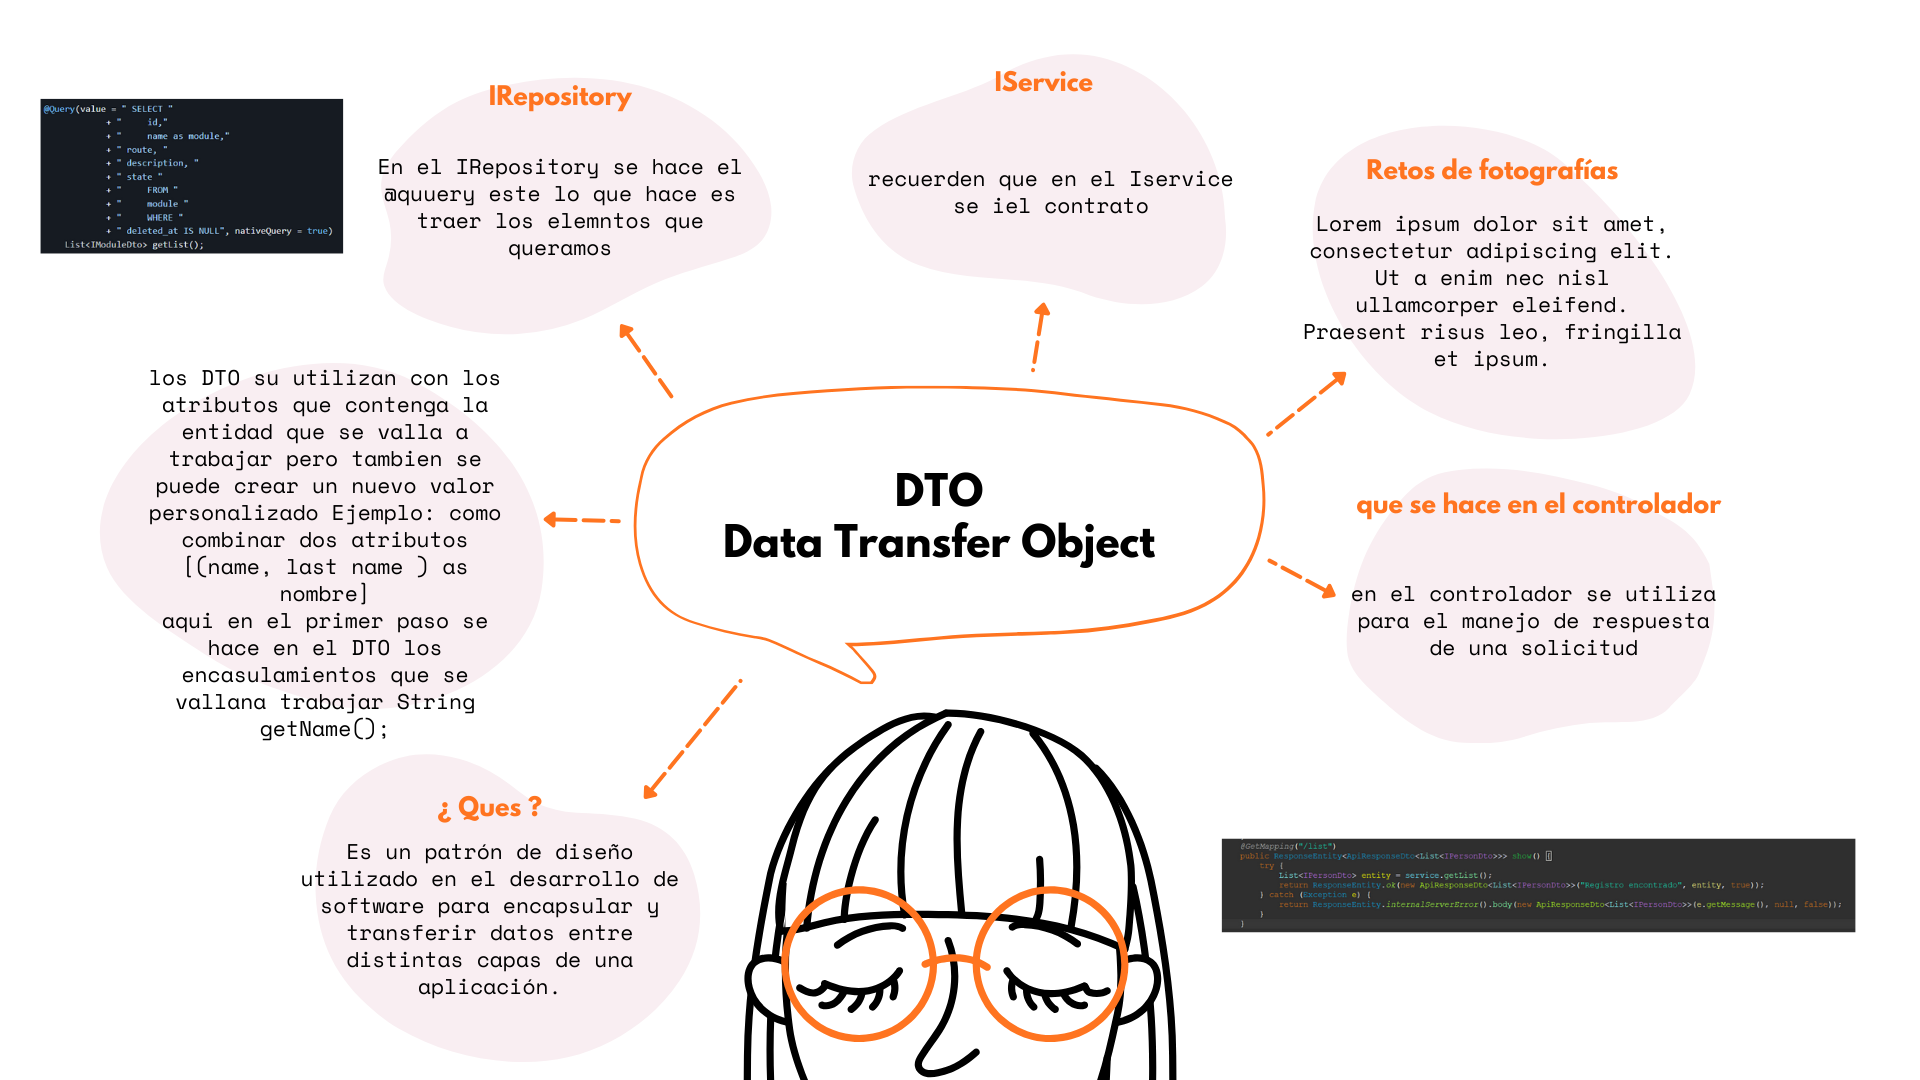 @Query(value = " SELECT "
+ "     id,"
+ "     name as module,"
+ " route, "
+ " description, "
+ " state "
+ "     FROM "
+ "     module "
+ "     WHERE "
+ " deleted_at IS NULL", nativeQuery = true)
List<IModuleDto> getList();
IRepository
En el IRepository se hace el
@quuery este lo que hace es
traer los elemntos que
queramos
IService
recuerden que en el Iservice
se iel contrato
Retos de fotografías
Lorem ipsum dolor sit amet,
consectetur adipiscing elit.
Ut a enim nec nisl
ullamcorper eleifend.
Praesent risus leo, fringilla
et ipsum.
los DTO su utilizan con los
atributos que contenga la
entidad que se valla a
trabajar pero tambien se
puede crear un nuevo valor
personalizado Ejemplo: como
combinar dos atributos
[(name, last name ) as
nombre]
aqui en el primer paso se
hace en el DTO los
encasulamientos que se
vallana trabajar String
getName();
DTO
Data Transfer Object
que se hace en el controlador
en el controlador se utiliza
para el manejo de respuesta
de una solicitud
¿ Ques ?
Es un patrón de diseño
utilizado en el desarrollo de
software para encapsular y
transferir datos entre
distintas capas de una
aplicación.
@GetMapping("/list")
public ResponseEntity<ApiResponseDto<List<IPersonDto>>> show() {
try {
List<IPersonDto> entity = service.getList();
return ResponseEntity.ok(new ApiResponseDto<List<IPersonDto>>("Registro encontrado", entity, true));
} catch (Exception e) {
return ResponseEntity.internalServerError().body(new ApiResponseDto<List<IPersonDto>>(e.getMessage(), null, false));
}
}